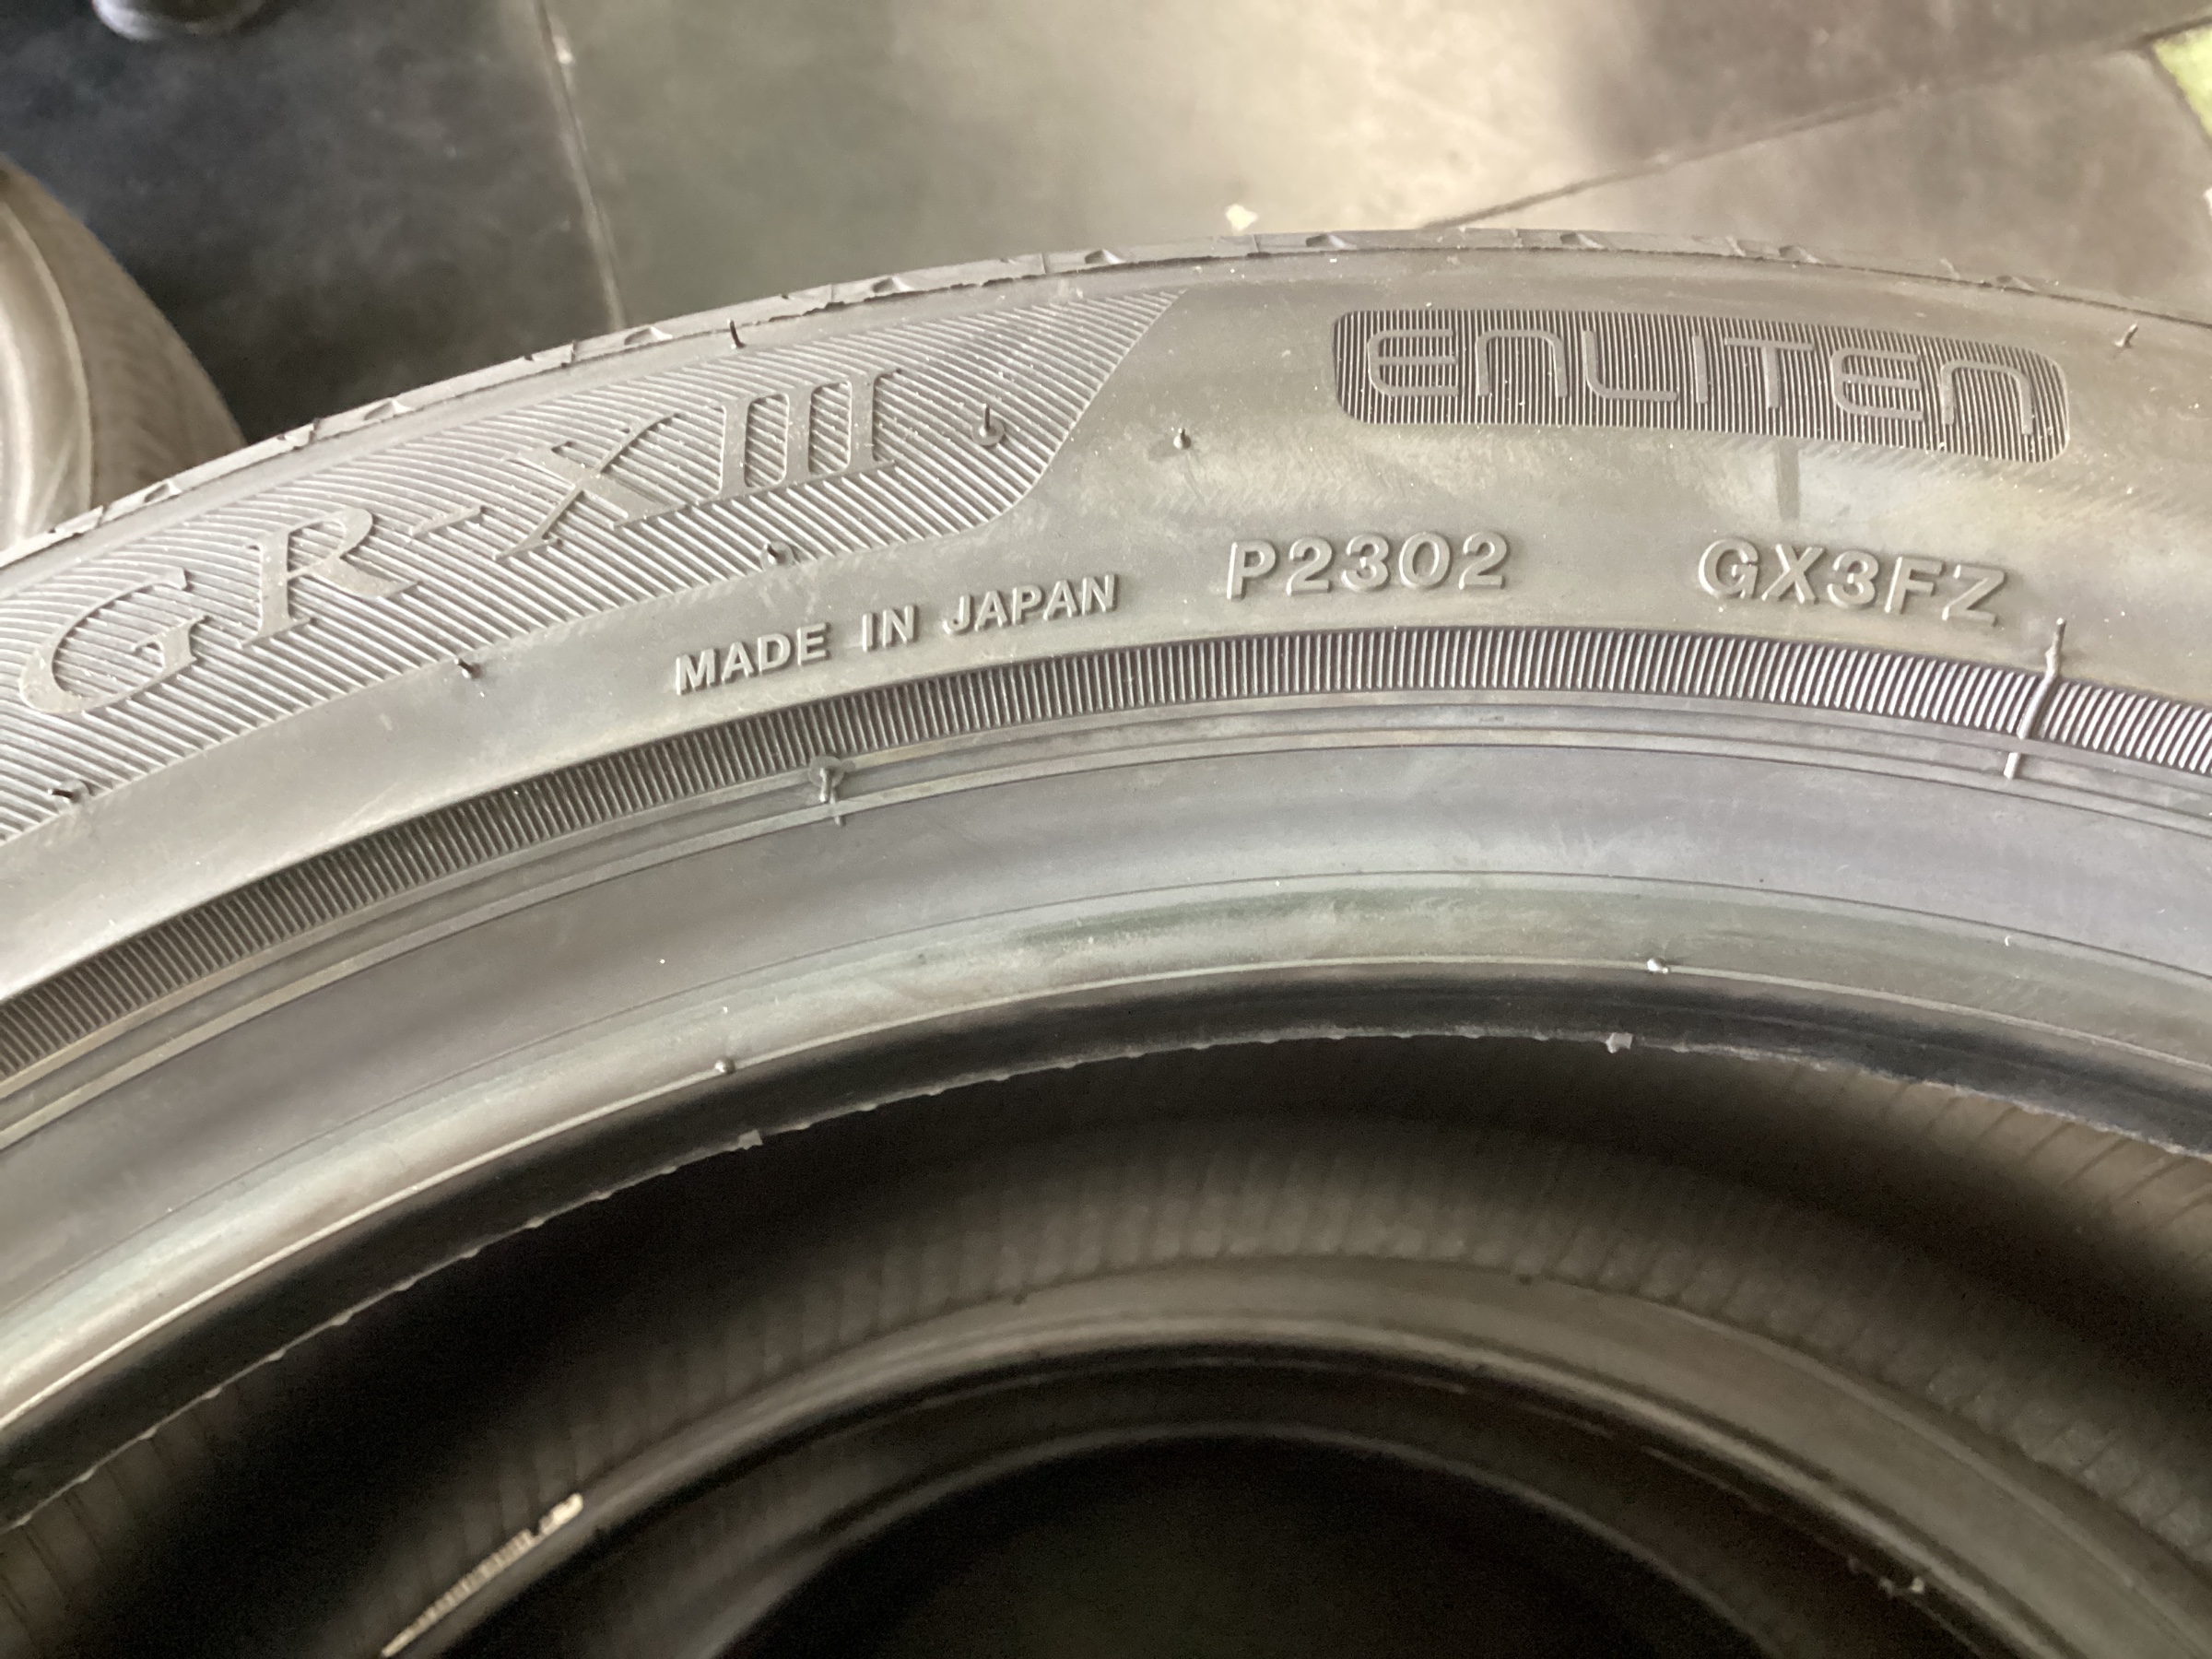 GR-XIII
ENLITEN
MADE IN JAPAN P2302 GX3FZ